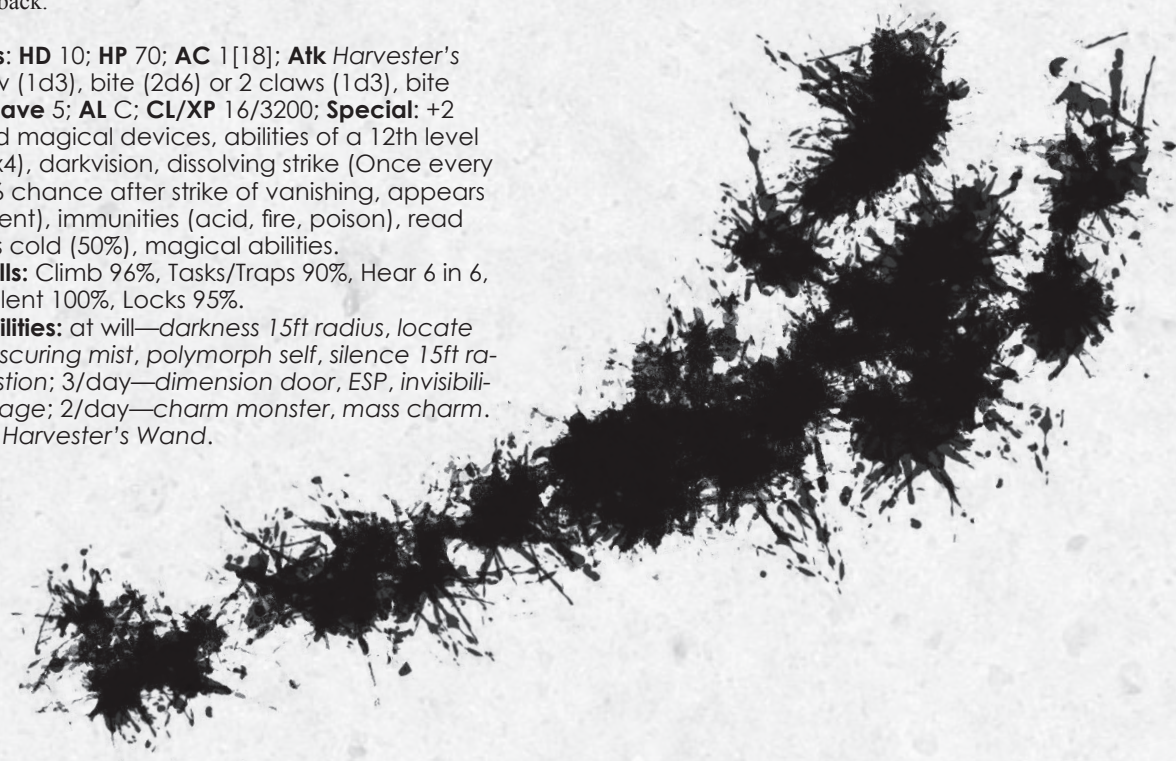 back.
s: HD 10; HP 70; AC 1[18]; Atk Harvester’s
(1d3), bite (2d6) or 2 claws (1d3), bite
ave 5; AL C; CL/XP 16/3200; Special: +2
d magical devices, abilities of a 12th level
x4), darkvision, dissolving strike (Once every
chance after strike of vanishing, appears
ent), immunities (acid, fire, poison), read
s cold (50%), magical abilities.
lls: Climb 96%, Tasks/Traps 90%, Hear 6 in 6,
lent 100%, Locks 95%.
ilities: at will—darkness 15ft radius, locate
scuring mist, polymorph self, silence 15ft ra-
stion; 3/day—dimension door, ESP, invisibili-
age; 2/day—charm monster, mass charm.
Harvester’s Wand.